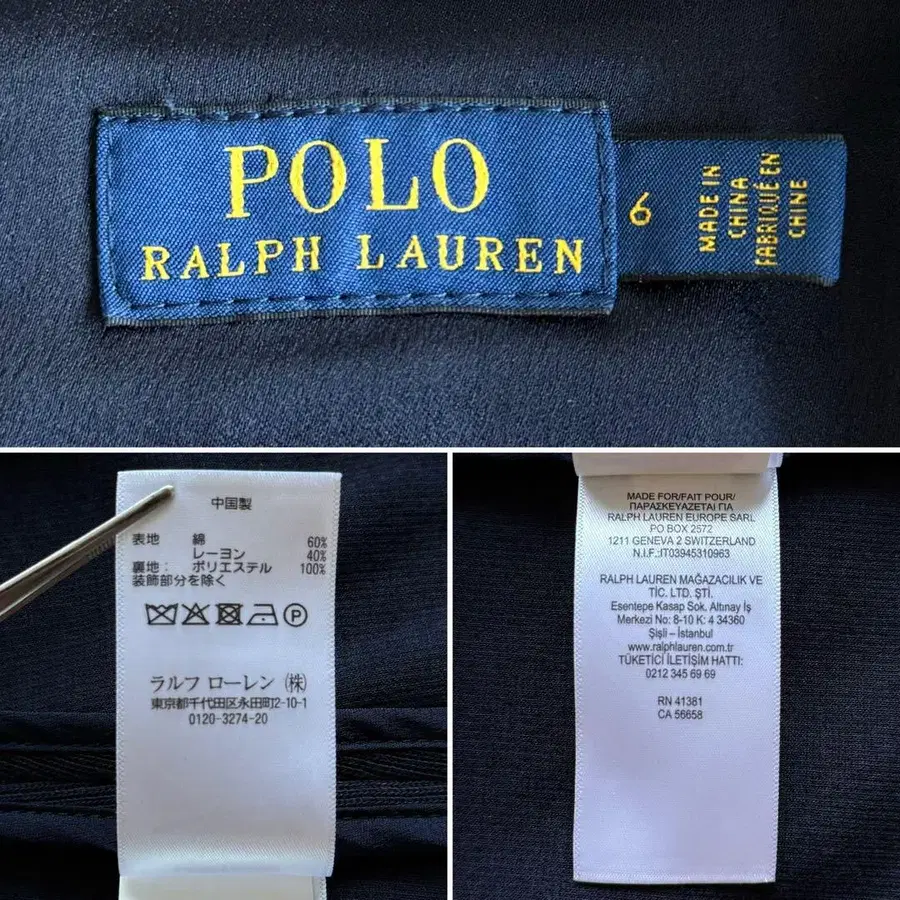 POLO
RALPH LAUREN
6
MADE IN
CHINA
FABRIQUÉ EN
CHINE
中国製
表地 綿 60%
レーヨン 40%
裏地: ポリエステル 100%
装飾部分を除く
P
ラルフ ローレン (株)
東京都千代田区永田町2-10-1
0120-3274-20
MADE FOR/FAIT POUR/
ΠΑΡΑΣΚΕΥΑΖΕΤΑΙ ΓΙΑ
RALPH LAUREN EUROPE SARL
PO BOX 2572
1211 GENEVA 2 SWITZERLAND
N.I.F.:IT03945310963
RALPH LAUREN MAĞAZACILIK VE
TİC. LTD. ŞTİ.
Esentepe Kasap Sok. Altınay İş
Merkezi No: 8-10 K: 4 34360
Şişli – İstanbul
www.ralphlauren.com.tr
TÜKETİCİ İLETİŞİM HATTI:
0212 345 69 69
RN 41381
CA 56658